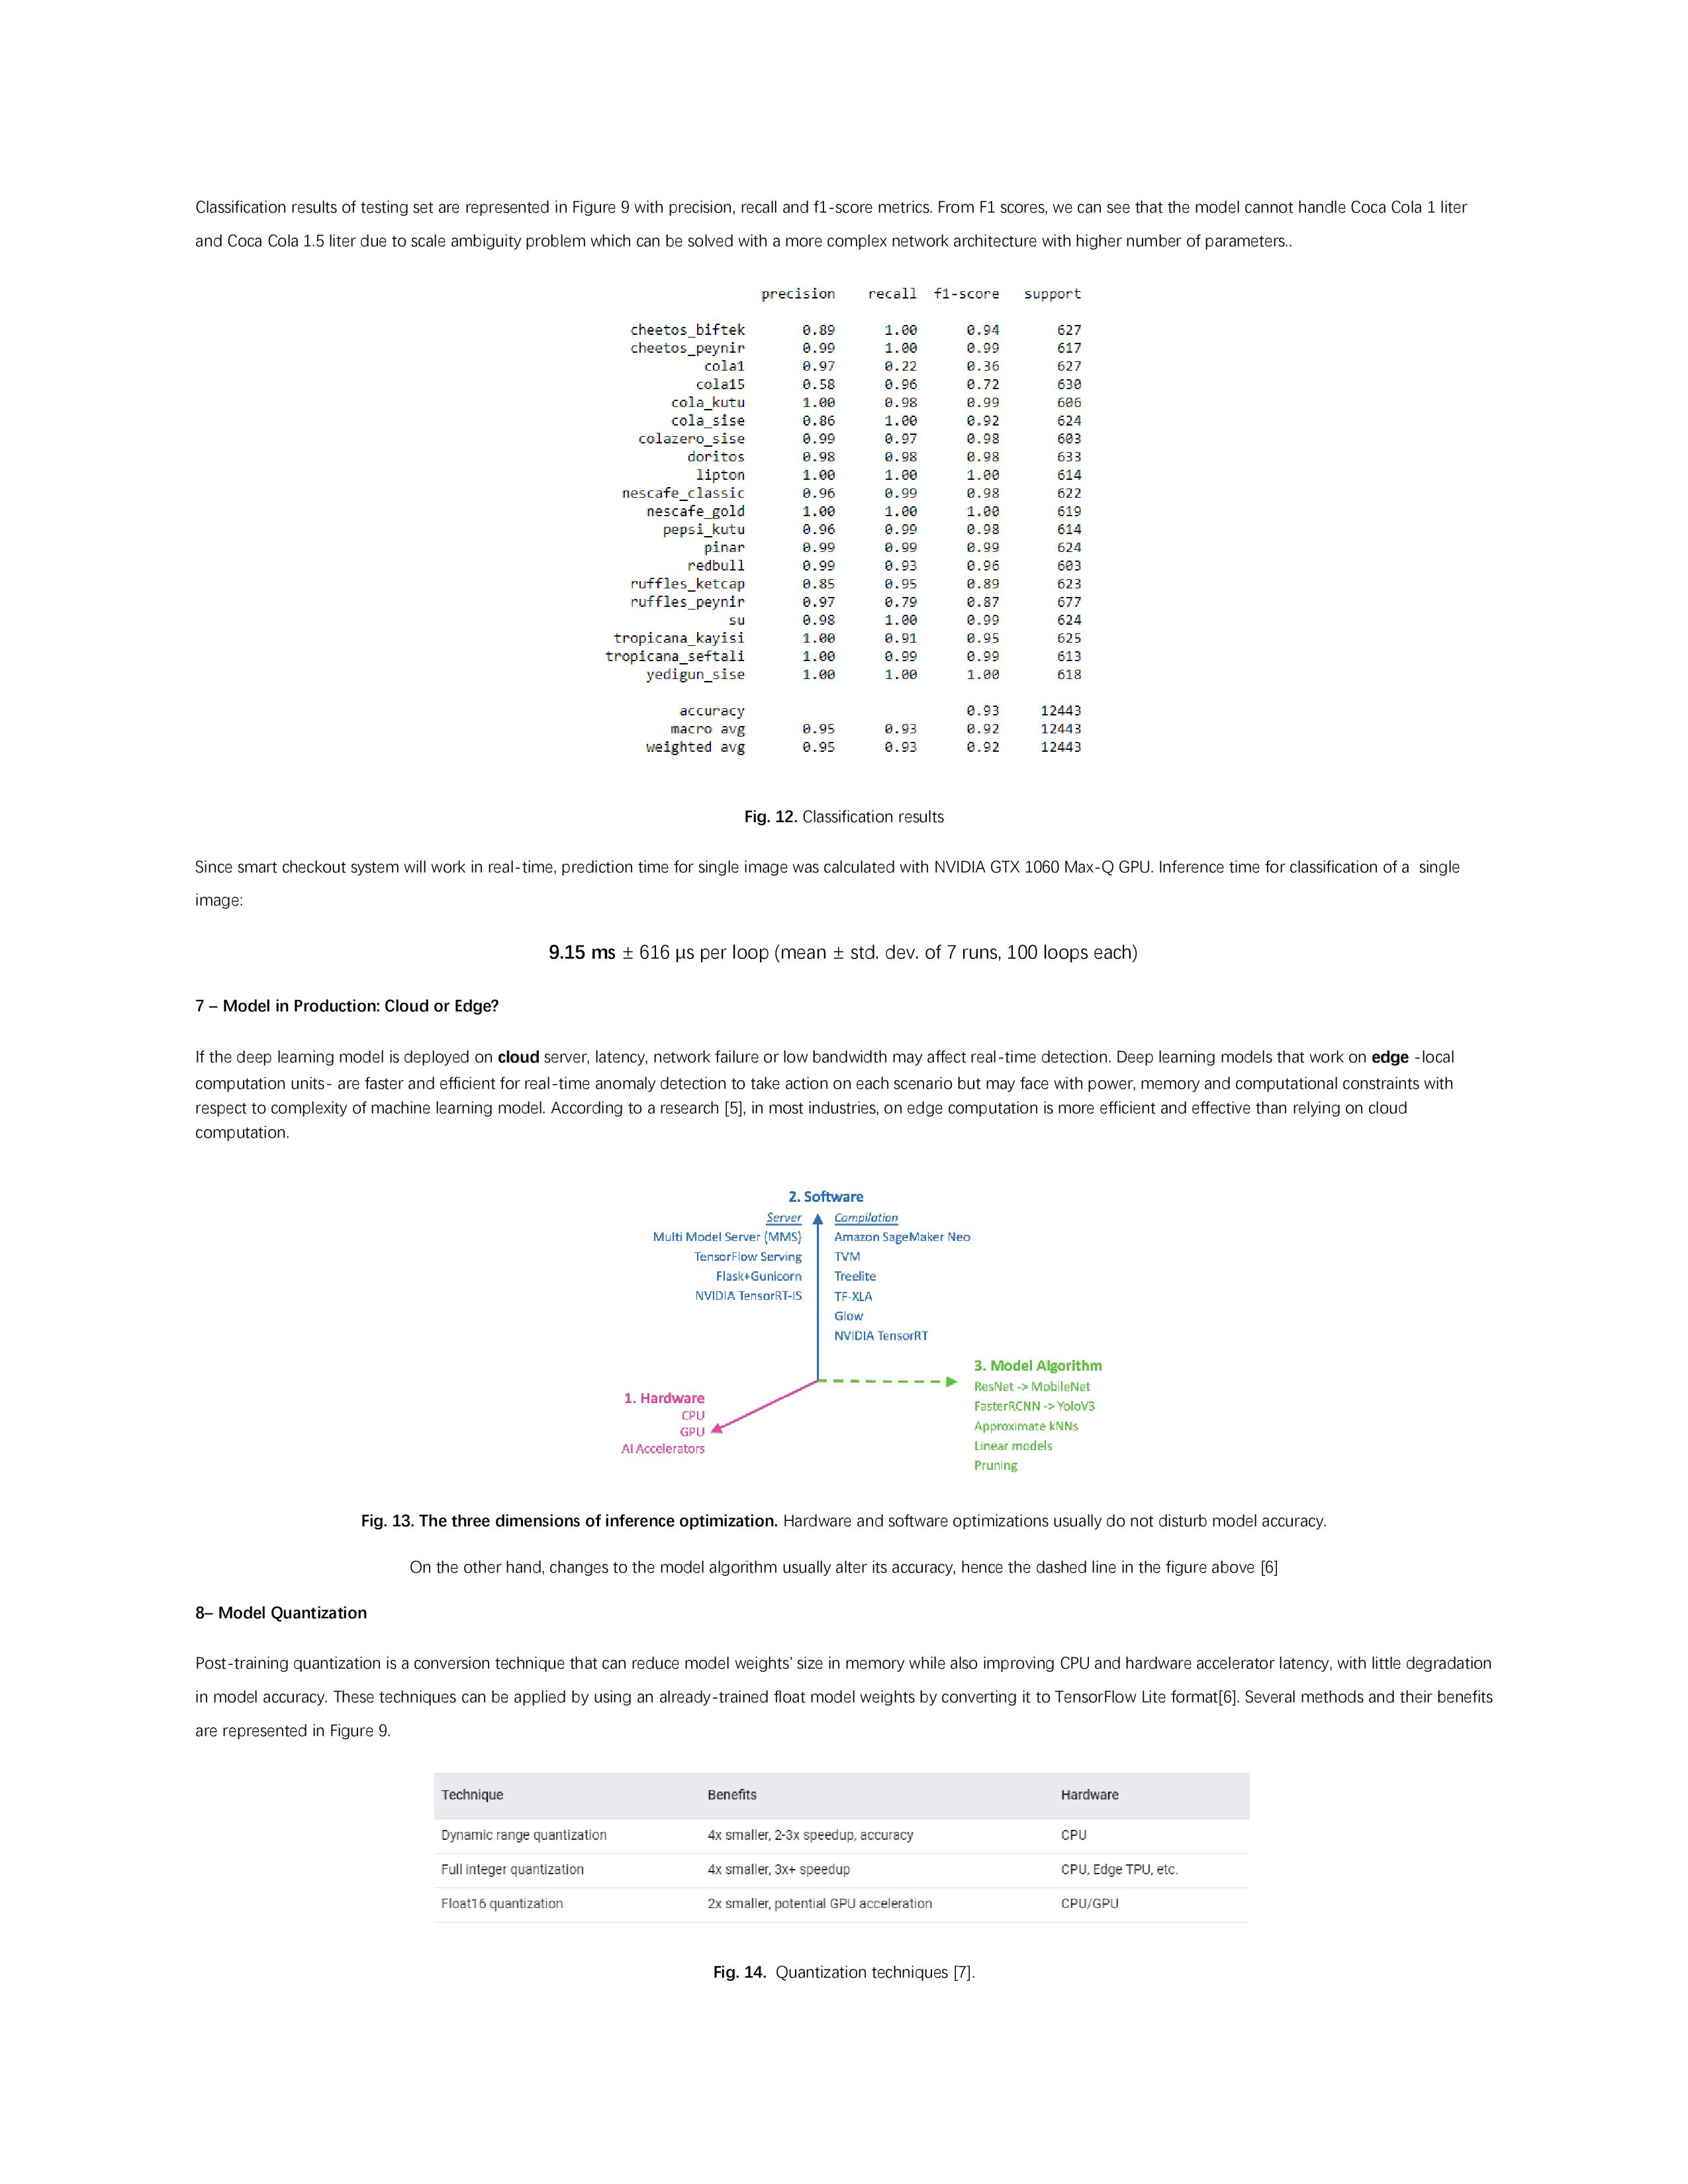 Classification results of testing set are represented in Figure 9 with precision, recall and f1-score metrics. From F1 scores, we can see that the model cannot handle Coca Cola 1 liter
and Coca Cola 1.5 liter due to scale ambiguity problem which can be solved with a more complex network architecture with higher number of parameters..
precision recall f1-score support
cheetos_biftek 0.89 1.00 0.94 627
cheetos_peynir 0.99 1.00 0.99 617
cola1 0.97 0.22 0.36 627
cola15 0.58 0.96 0.72 630
cola_kutu 1.00 0.98 0.99 606
cola_sise 0.86 1.00 0.92 624
colazero_sise 0.99 0.97 0.98 603
doritos 0.98 0.98 0.98 633
lipton 1.00 1.00 1.00 614
nescafe_classic 0.96 0.99 0.98 622
nescafe_gold 1.00 1.00 1.00 619
pepsi_kutu 0.96 0.99 0.98 614
pinar 0.99 0.99 0.99 624
redbull 0.99 0.93 0.96 603
ruffles_ketcap 0.85 0.95 0.89 623
ruffles_peynir 0.97 0.79 0.87 677
su 0.98 1.00 0.99 624
tropicana_kayisi 1.00 0.91 0.95 625
tropicana_seftali 1.00 0.99 0.99 613
yedigun_sise 1.00 1.00 1.00 618
accuracy 0.93 12443
macro avg 0.95 0.93 0.92 12443
weighted avg 0.95 0.93 0.92 12443
Fig. 12. Classification results
Since smart checkout system will work in real-time, prediction time for single image was calculated with NVIDIA GTX 1060 Max-Q GPU. Inference time for classification of a single
image:
9.15 ms ± 616 µs per loop (mean ± std. dev. of 7 runs, 100 loops each)
7 – Model in Production: Cloud or Edge?
If the deep learning model is deployed on cloud server, latency, network failure or low bandwidth may affect real-time detection. Deep learning models that work on edge -local
computation units- are faster and efficient for real-time anomaly detection to take action on each scenario but may face with power, memory and computational constraints with
respect to complexity of machine learning model. According to a research [5], in most industries, on edge computation is more efficient and effective than relying on cloud
computation.
2. Software
Server
Multi Model Server (MMS)
TensorFlow Serving
Flask+Gunicorn
NVIDIA TensorRT-IS
Compilation
Amazon SageMaker Neo
TVM
Treelite
TF-XLA
Glow
NVIDIA TensorRT
3. Model Algorithm
ResNet -> MobileNet
FasterRCNN -> YoloV3
Approximate kNNs
Linear models
Pruning
1. Hardware
CPU
GPU
AI Accelerators
Fig. 13. The three dimensions of inference optimization. Hardware and software optimizations usually do not disturb model accuracy.
On the other hand, changes to the model algorithm usually alter its accuracy, hence the dashed line in the figure above [6]
8– Model Quantization
Post-training quantization is a conversion technique that can reduce model weights’ size in memory while also improving CPU and hardware accelerator latency, with little degradation
in model accuracy. These techniques can be applied by using an already-trained float model weights by converting it to TensorFlow Lite format[6]. Several methods and their benefits
are represented in Figure 9.
Technique Benefits Hardware
Dynamic range quantization 4x smaller, 2-3x speedup, accuracy CPU
Full integer quantization 4x smaller, 3x+ speedup CPU, Edge TPU, etc.
Float16 quantization 2x smaller, potential GPU acceleration CPU/GPU
Fig. 14. Quantization techniques [7].